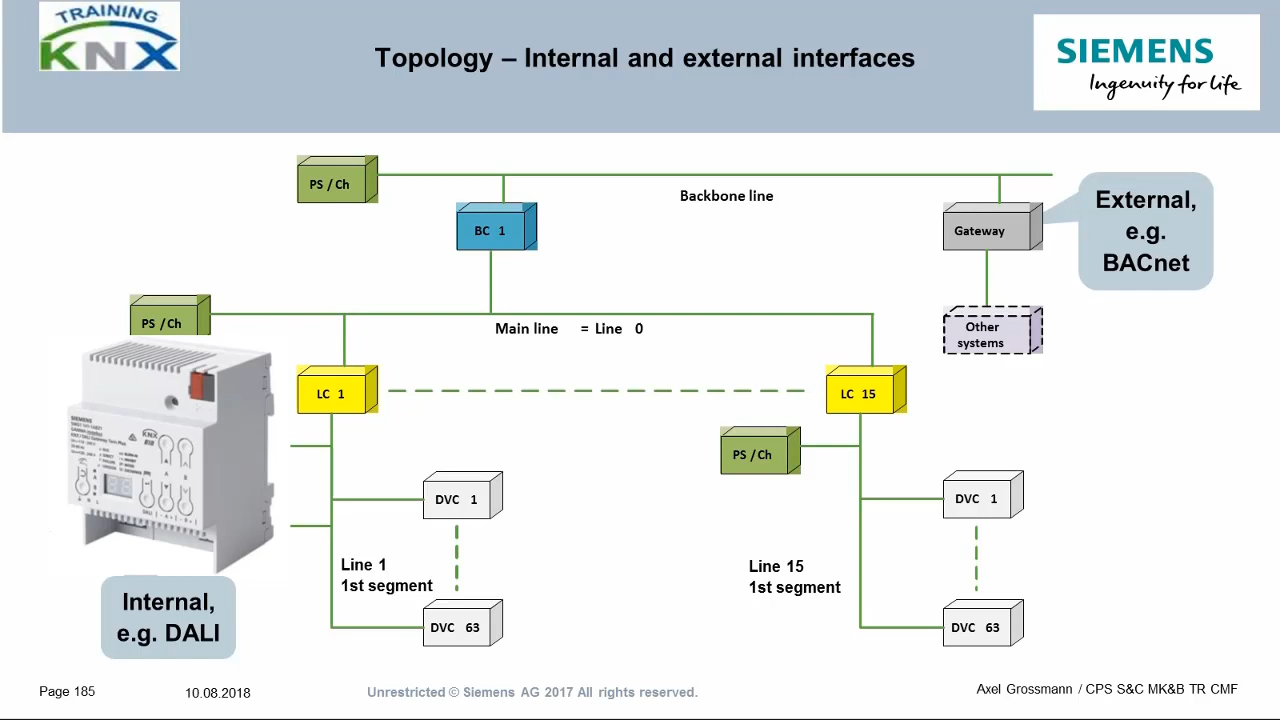 TRAINING
KNX
Topology – Internal and external interfaces
SIEMENS
Ingenuity for life
PS / Ch
Backbone line
External,
e.g.
BACnet
BC 1
Gateway
PS / Ch
Main line = Line 0
Other
systems
LC 1
LC 15
SIEMENS
KNX
PS / Ch
DVC 1
DVC 1
Line 1
1st segment
Line 15
1st segment
Internal,
e.g. DALI
DVC 63
DVC 63
Page 185
10.08.2018
Unrestricted © Siemens AG 2017 All rights reserved.
Axel Grossmann / CPS S&C MK&B TR CMF